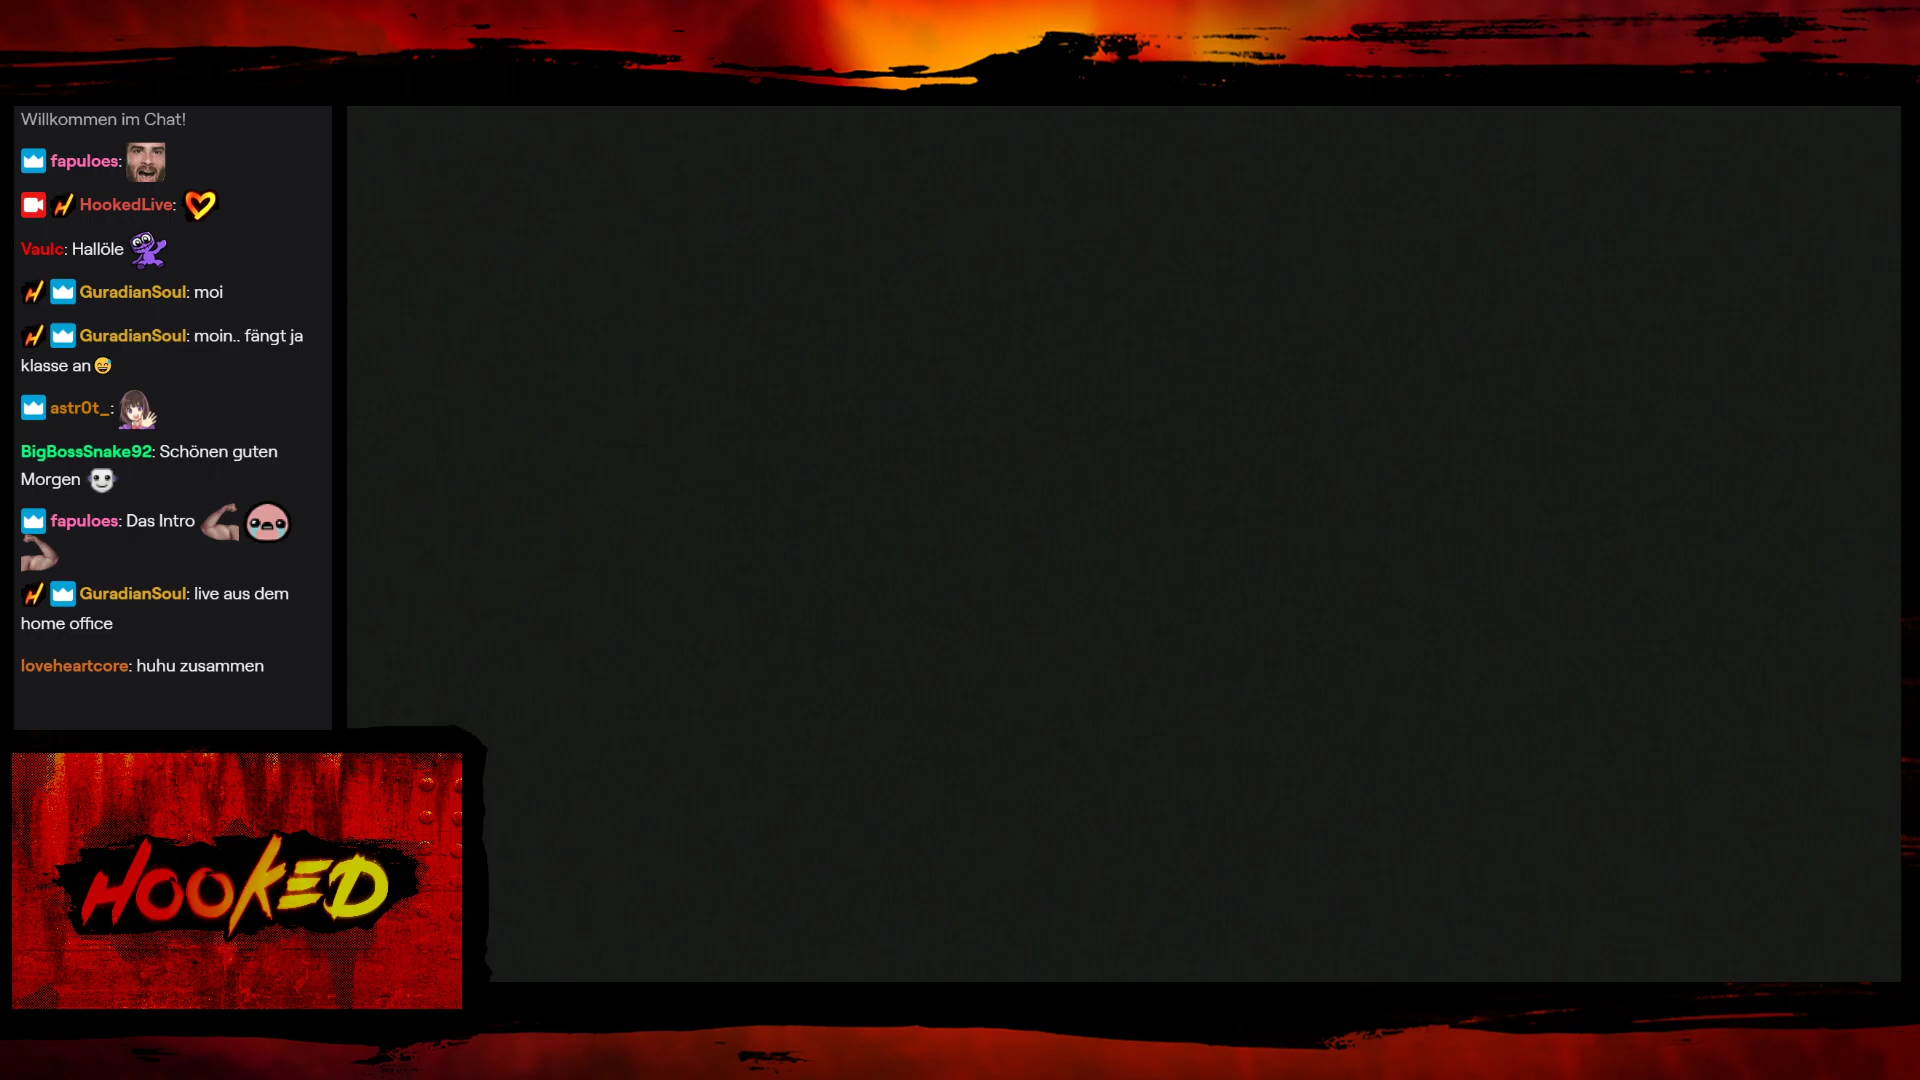 Willkommen im Chat!
fapuloes:
HookedLive:
Vaulc: Hallöle
GuradianSoul: moi
GuradianSoul: moin.. fängt ja
klasse an
astr0t_:
BigBossSnake92: Schönen guten
Morgen
fapuloes: Das Intro
GuradianSoul: live aus dem
home office
loveheartcore: huhu zusammen
HOOKED